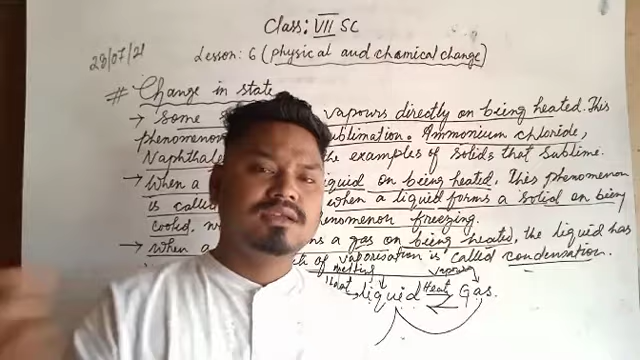 Class: VII SC
28/07/21
Lesson: 6 (physical and chamical change)
# Change in state
→ Some vapours directly on being heated. This
phenomenon sublimation. Ammonium chloride,
Naphthale the examples of solids that sublime.
→ When a liquid on being heated, this phenomenon
is called when a liquid forms a solid on being
cooled, phenomenon freezing.
→ When a a gas on being heated, the liquid has
of vaporisation is called condensation.
melting vapour
Heat liquid Heat Gas.